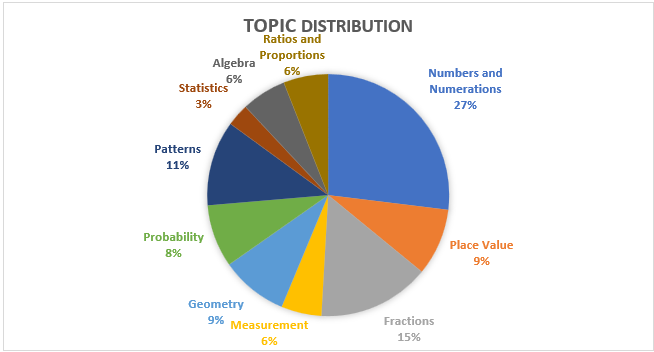 TOPIC DISTRIBUTION
Ratios and
Proportions
6%
Algebra
6%
Statistics
3%
Patterns
11%
Probability
8%
Geometry
9%
Measurement
6%
Fractions
15%
Place Value
9%
Numbers and
Numerations
27%